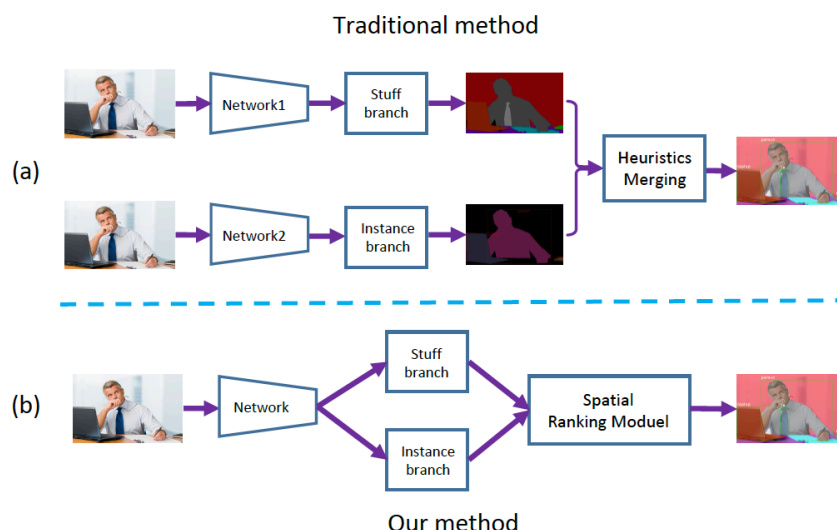 Traditional method
(a)
Network1
Stuff
branch
Network2
Instance
branch
Heuristics
Merging
(b)
Network
Stuff
branch
Instance
branch
Spatial
Ranking Moduel
Our method